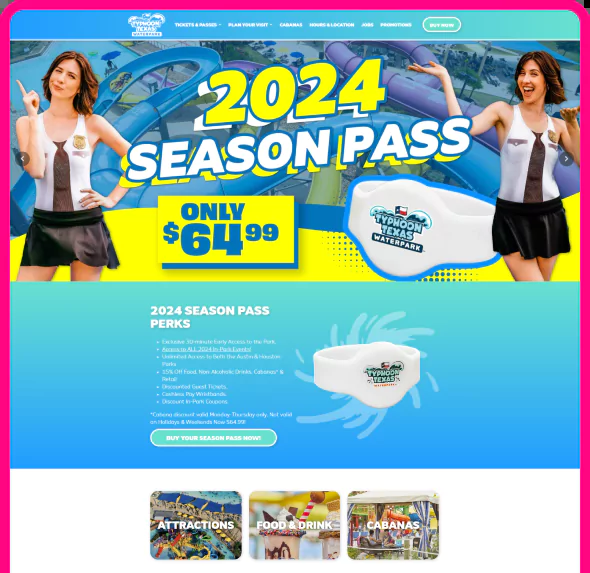 TYPHOON
TEXAS
WATERPARK
TICKETS & PASSES PLAN YOUR VISIT CABANAS HOURS & LOCATION JOBS PROMOTIONS BUY NOW
2024
SEASON PASS
ONLY
$64.99
TYPHOON
TEXAS
WATERPARK
2024 SEASON PASS
PERKS
Exclusive 30-minute Early Access to the Park.
Access to ALL 2024 In-Park Events!
Unlimited Access to Both the Austin & Houston
Parks
10% Off Food, Non Alcoholic Drinks, Cabanas* &
Retail!
Discounted Guest Tickets.
Cashless Pay Wristbands.
Discount In-Park Coupons.
*Cabana discount valid Monday-Thursday only. Not valid
on Holidays & Weekends Now $64.99!
BUY YOUR SEASON PASS NOW!
TYPHOON
TEXAS
WATERPARK
ATTRACTIONS FOOD & DRINK CABANAS